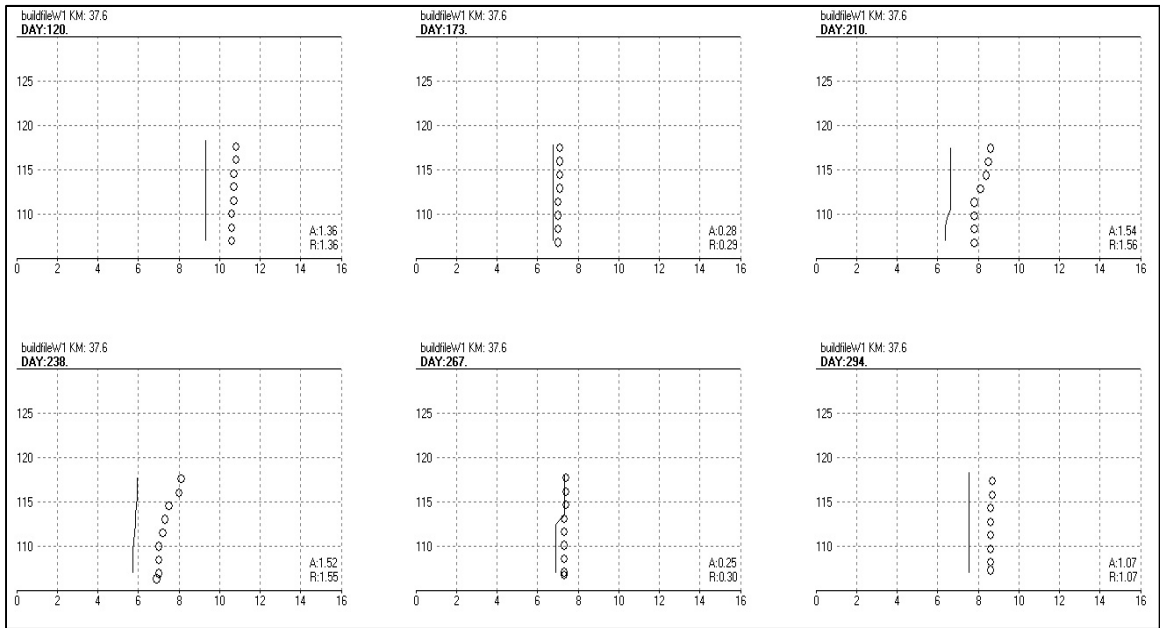 buildfileW1 KM: 37.6
DAY:120.
125
120
115
110
A:1.36
R:1.36
0 2 4 6 8 10 12 14 16
buildfileW1 KM: 37.6
DAY:173.
125
120
115
110
A:0.28
R:0.29
0 2 4 6 8 10 12 14 16
buildfileW1 KM: 37.6
DAY:210.
125
120
115
110
A:1.54
R:1.56
0 2 4 6 8 10 12 14 16
buildfileW1 KM: 37.6
DAY:238.
125
120
115
110
A:1.52
R:1.55
0 2 4 6 8 10 12 14 16
buildfileW1 KM: 37.6
DAY:267.
125
120
115
110
A:0.25
R:0.30
0 2 4 6 8 10 12 14 16
buildfileW1 KM: 37.6
DAY:294.
125
120
115
110
A:1.07
R:1.07
0 2 4 6 8 10 12 14 16